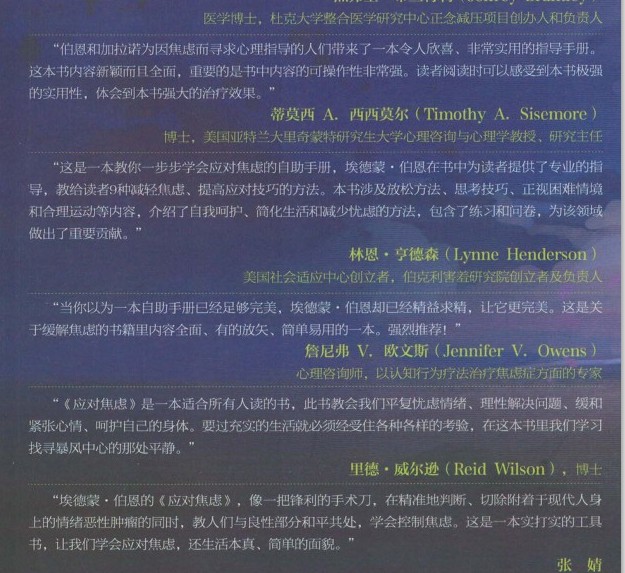 医学博士，杜克大学整合医学研究中心正念减压项目创办人和负责人
“伯恩和加拉诺为因焦虑而寻求心理指导的人们带来了一本令人欣喜、非常实用的指导手册。
这本书内容新颖而且全面，重要的是书中内容的可操作性非常强。读者阅读时可以感受到本书极强
的实用性，体会到本书强大的治疗效果。”
蒂莫西 A. 西西莫尔（Timothy A. Sisemore）
博士，美国亚特兰大里奇蒙特研究生大学心理咨询与心理学教授、研究主任
“这是一本教你一步步学会应对焦虑的自助手册，埃德蒙·伯恩在书中为读者提供了专业的指
导，教给读者9种减轻焦虑、提高应对技巧的方法。本书涉及放松方法、思考技巧、正视困难情境
和合理运动等内容，介绍了自我呵护、简化生活和减少忧虑的方法，包含了练习和问卷，为该领域
做出了重要贡献。”
林恩·亨德森（Lynne Henderson）
美国社会适应中心创立者，伯克利害羞研究院创立者及负责人
“当你以为一本自助手册已经足够完美，埃德蒙·伯恩却已经精益求精，让它更完美。这是关
于缓解焦虑的书籍里内容全面、有的放矢、简单易用的一本。强烈推荐！”
詹尼弗 V. 欧文斯（Jennifer V. Owens）
心理咨询师，以认知行为疗法治疗焦虑症方面的专家
“《应对焦虑》是一本适合所有人读的书，此书教会我们平复忧虑情绪、理性解决问题、缓和
紧张心情、呵护自己的身体。要过充实的生活就必须经受住各种各样的考验，在这本书里我们学习
找寻暴风中心的那处平静。”
里德·威尔逊（Reid Wilson），博士
“埃德蒙·伯恩的《应对焦虑》，像一把锋利的手术刀，在精准地判断、切除附着于现代人身
上的情绪恶性肿瘤的同时，教人们与良性部分和平共处，学会控制焦虑。这是一本实打实的工具
书，让我们学会应对焦虑，还生活本真、简单的面貌。”
张 婧